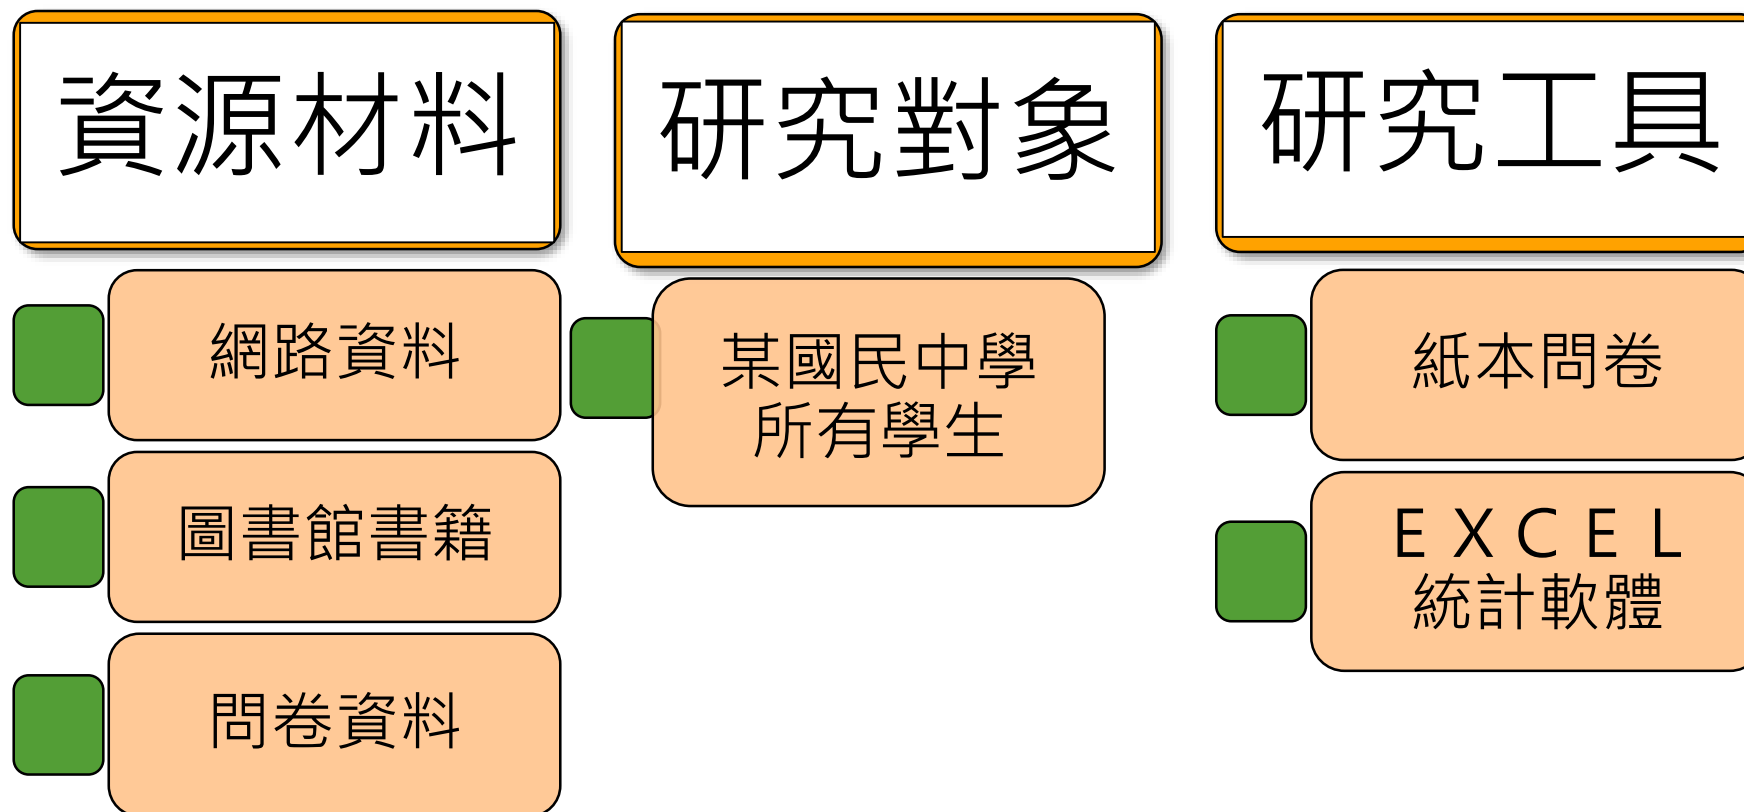 資源材料
網路資料
圖書館書籍
問卷資料
研究對象
某國民中學
所有學生
研究工具
紙本問卷
ＥＸＣＥＬ
統計軟體